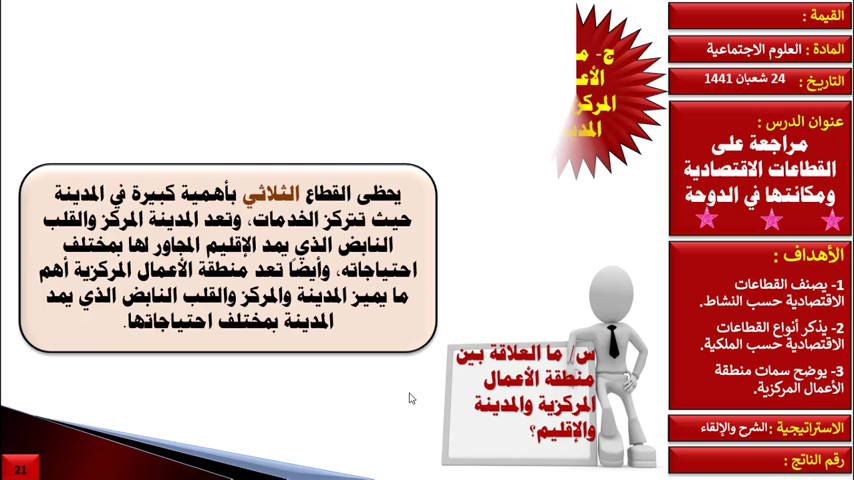 القيمة :
المادة : العلوم الاجتماعية
التاريخ : 24 شعبان 1441
عنوان الدرس :
مراجعة على
القطاعات الاقتصادية
ومكانتها في الدوحة
الأهداف :
1- يصنف القطاعات
الاقتصادية حسب النشاط.
2- يذكر أنواع القطاعات
الاقتصادية حسب الملكية.
3- يوضح سمات منطقة
الأعمال المركزية.
الاستراتيجية : الشرح والإلقاء
رقم الناتج :
ج-
يحظى القطاع الثلاثي بأهمية كبيرة في المدينة
حيث تتركز الخدمات، وتعد المدينة المركز والقلب
النابض الذي يمد الإقليم المجاور لها بمختلف
احتياجاته، وأيضًا تعد منطقة الأعمال المركزية أهم
ما يميز المدينة والمركز والقلب النابض الذي يمد
المدينة بمختلف احتياجاتها.
س/ ما العلاقة بين
منطقة الأعمال
المركزية والمدينة
والإقليم؟
21